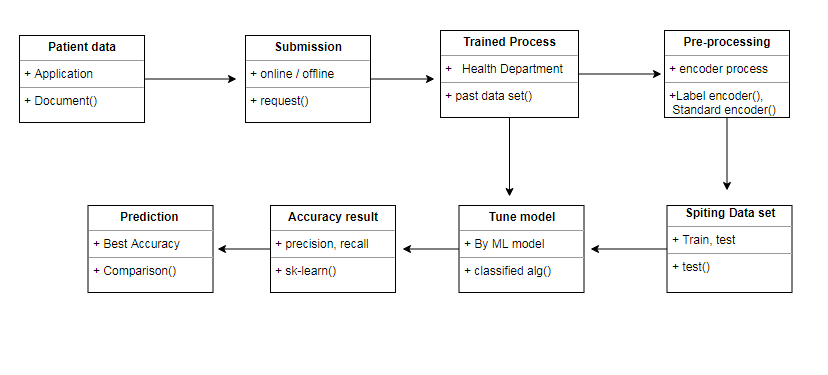 Patient data
+ Application
+ Document()
Submission
+ online / offline
+ request()
Trained Process
+ Health Department
+ past data set()
Pre-processing
+ encoder process
+Label encoder(),
Standard encoder()
Prediction
+ Best Accuracy
+ Comparison()
Accuracy result
+ precision, recall
+ sk-learn()
Tune model
+ By ML model
+ classified alg()
Spiting Data set
+ Train, test
+ test()